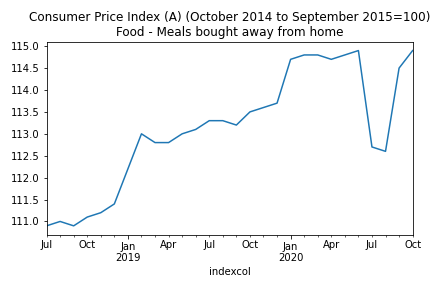 Consumer Price Index (A) (October 2014 to September 2015=100)
Food - Meals bought away from home
115.0
114.5
114.0
113.5
113.0
112.5
112.0
111.5
111.0
Jul Oct Jan Apr Jul Oct Jan Apr Jul Oct
2019 2020
indexcol